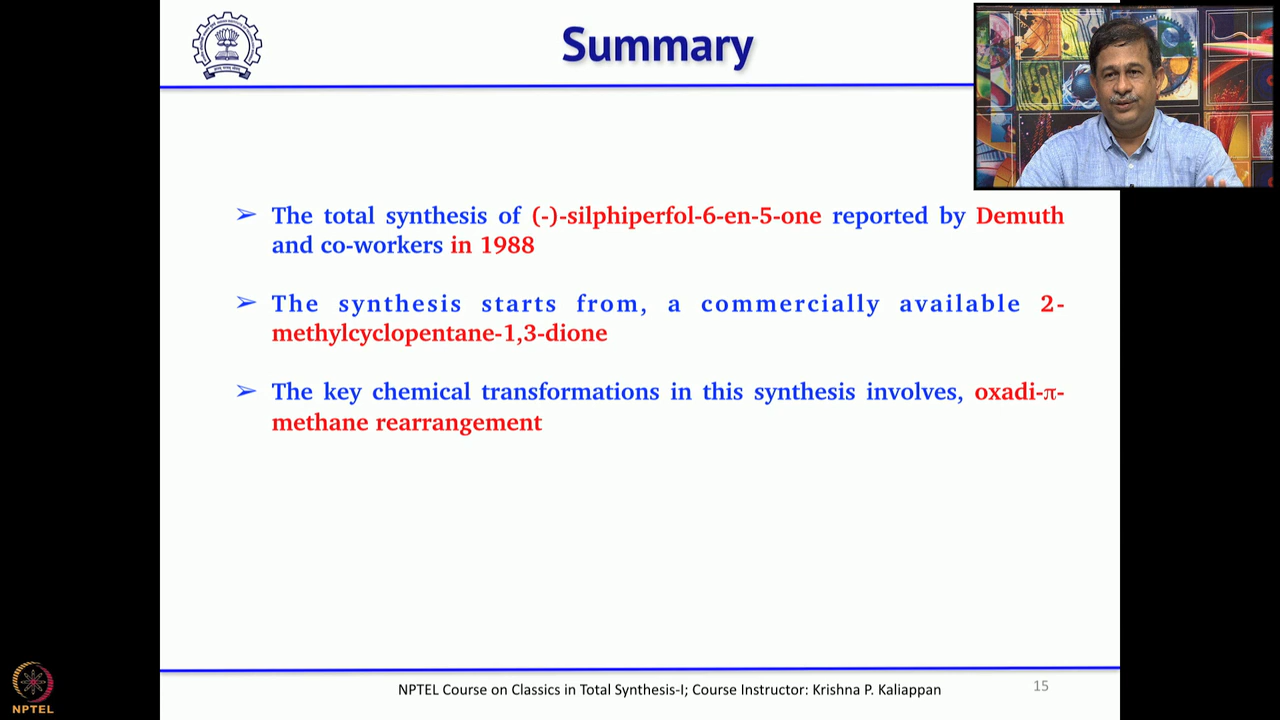 Summary
➢ The total synthesis of (-)-silphiperfol-6-en-5-one reported by Demuth
and co-workers in 1988
➢ The synthesis starts from, a commercially available 2-
methylcyclopentane-1,3-dione
➢ The key chemical transformations in this synthesis involves, oxadi-π-
methane rearrangement
NPTEL Course on Classics in Total Synthesis-I; Course Instructor: Krishna P. Kaliappan
15
NPTEL